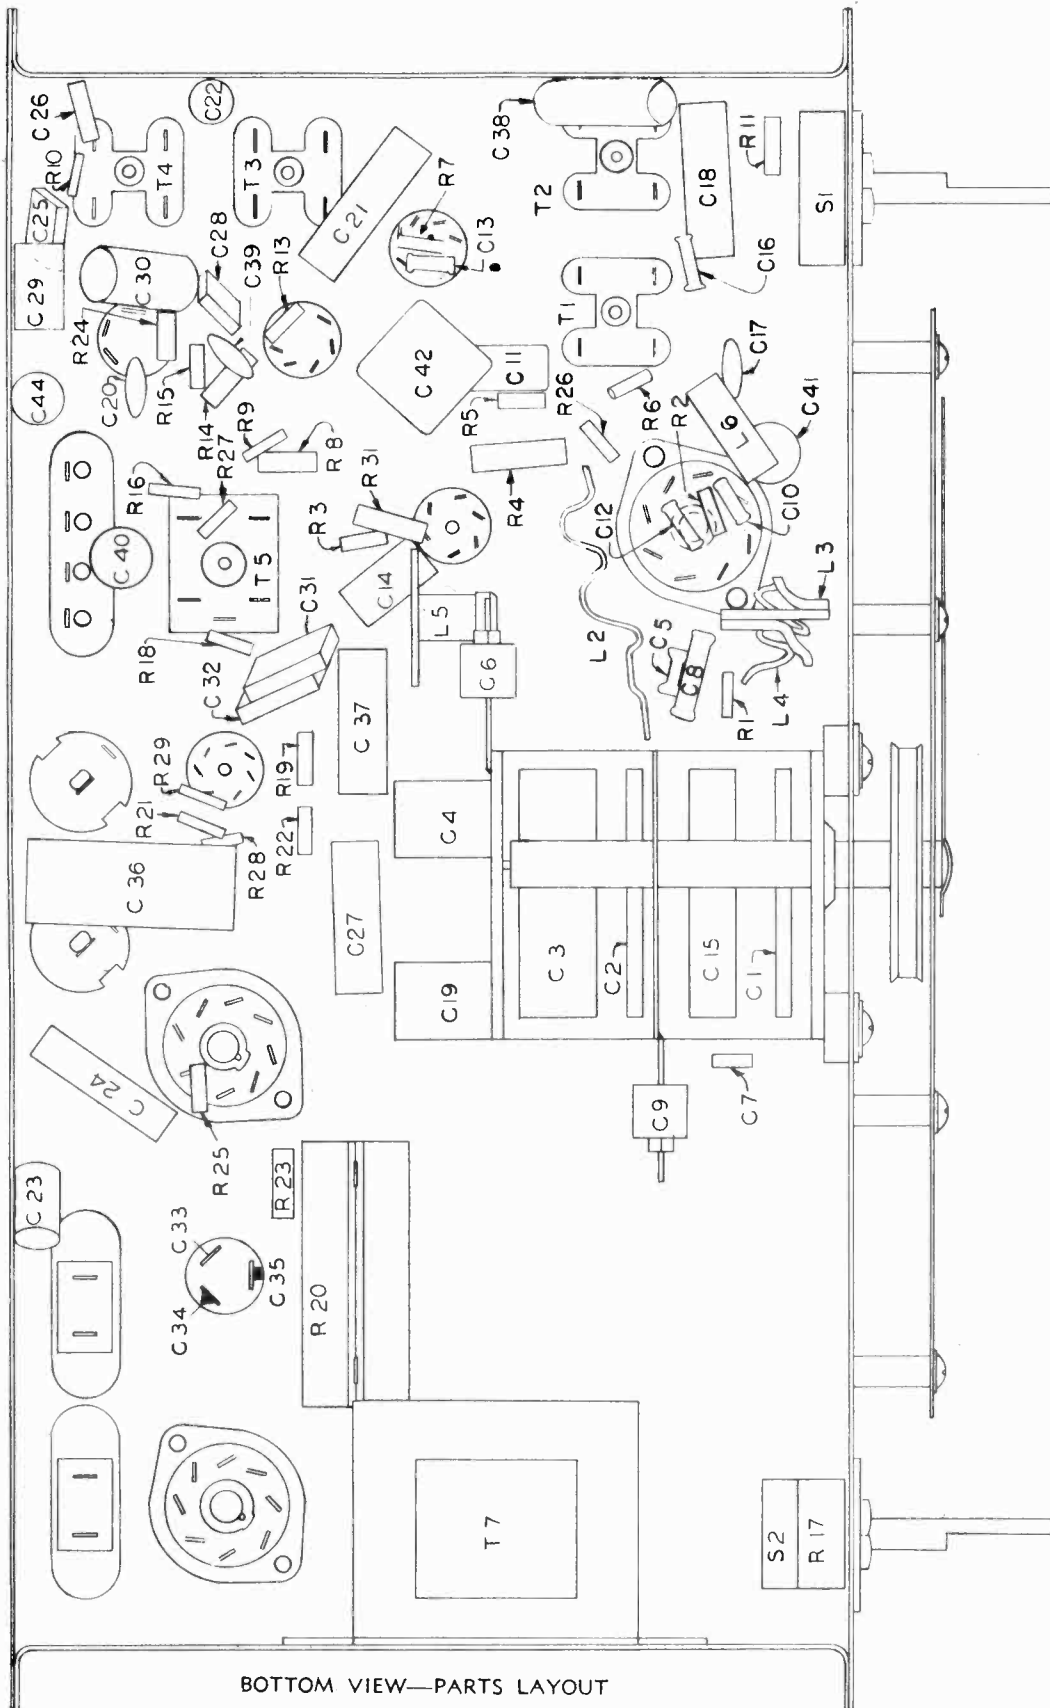 C26
C22
R10
T4
T3
C38
R11
C25
C21
R7
T2
C18
S1
C29
C30
C28
C39
R13
C13
C16
R24
T1
C44
C20
R15
C42
C11
C17
R14
R9
R5
R26
R6
R2
L6
C41
R27
R8
R16
R31
R4
C10
C40
R3
C12
T5
C14
L3
C31
L5
L2
R18
C5
C32
C6
C8
L4
C37
R1
R29
R19
R21
C4
R28
R22
C36
C27
C3
C2
C15
C1
C19
C24
C9
C7
R25
C23
R23
C33
C35
C34
R20
T7
S2
R17
BOTTOM VIEW—PARTS LAYOUT